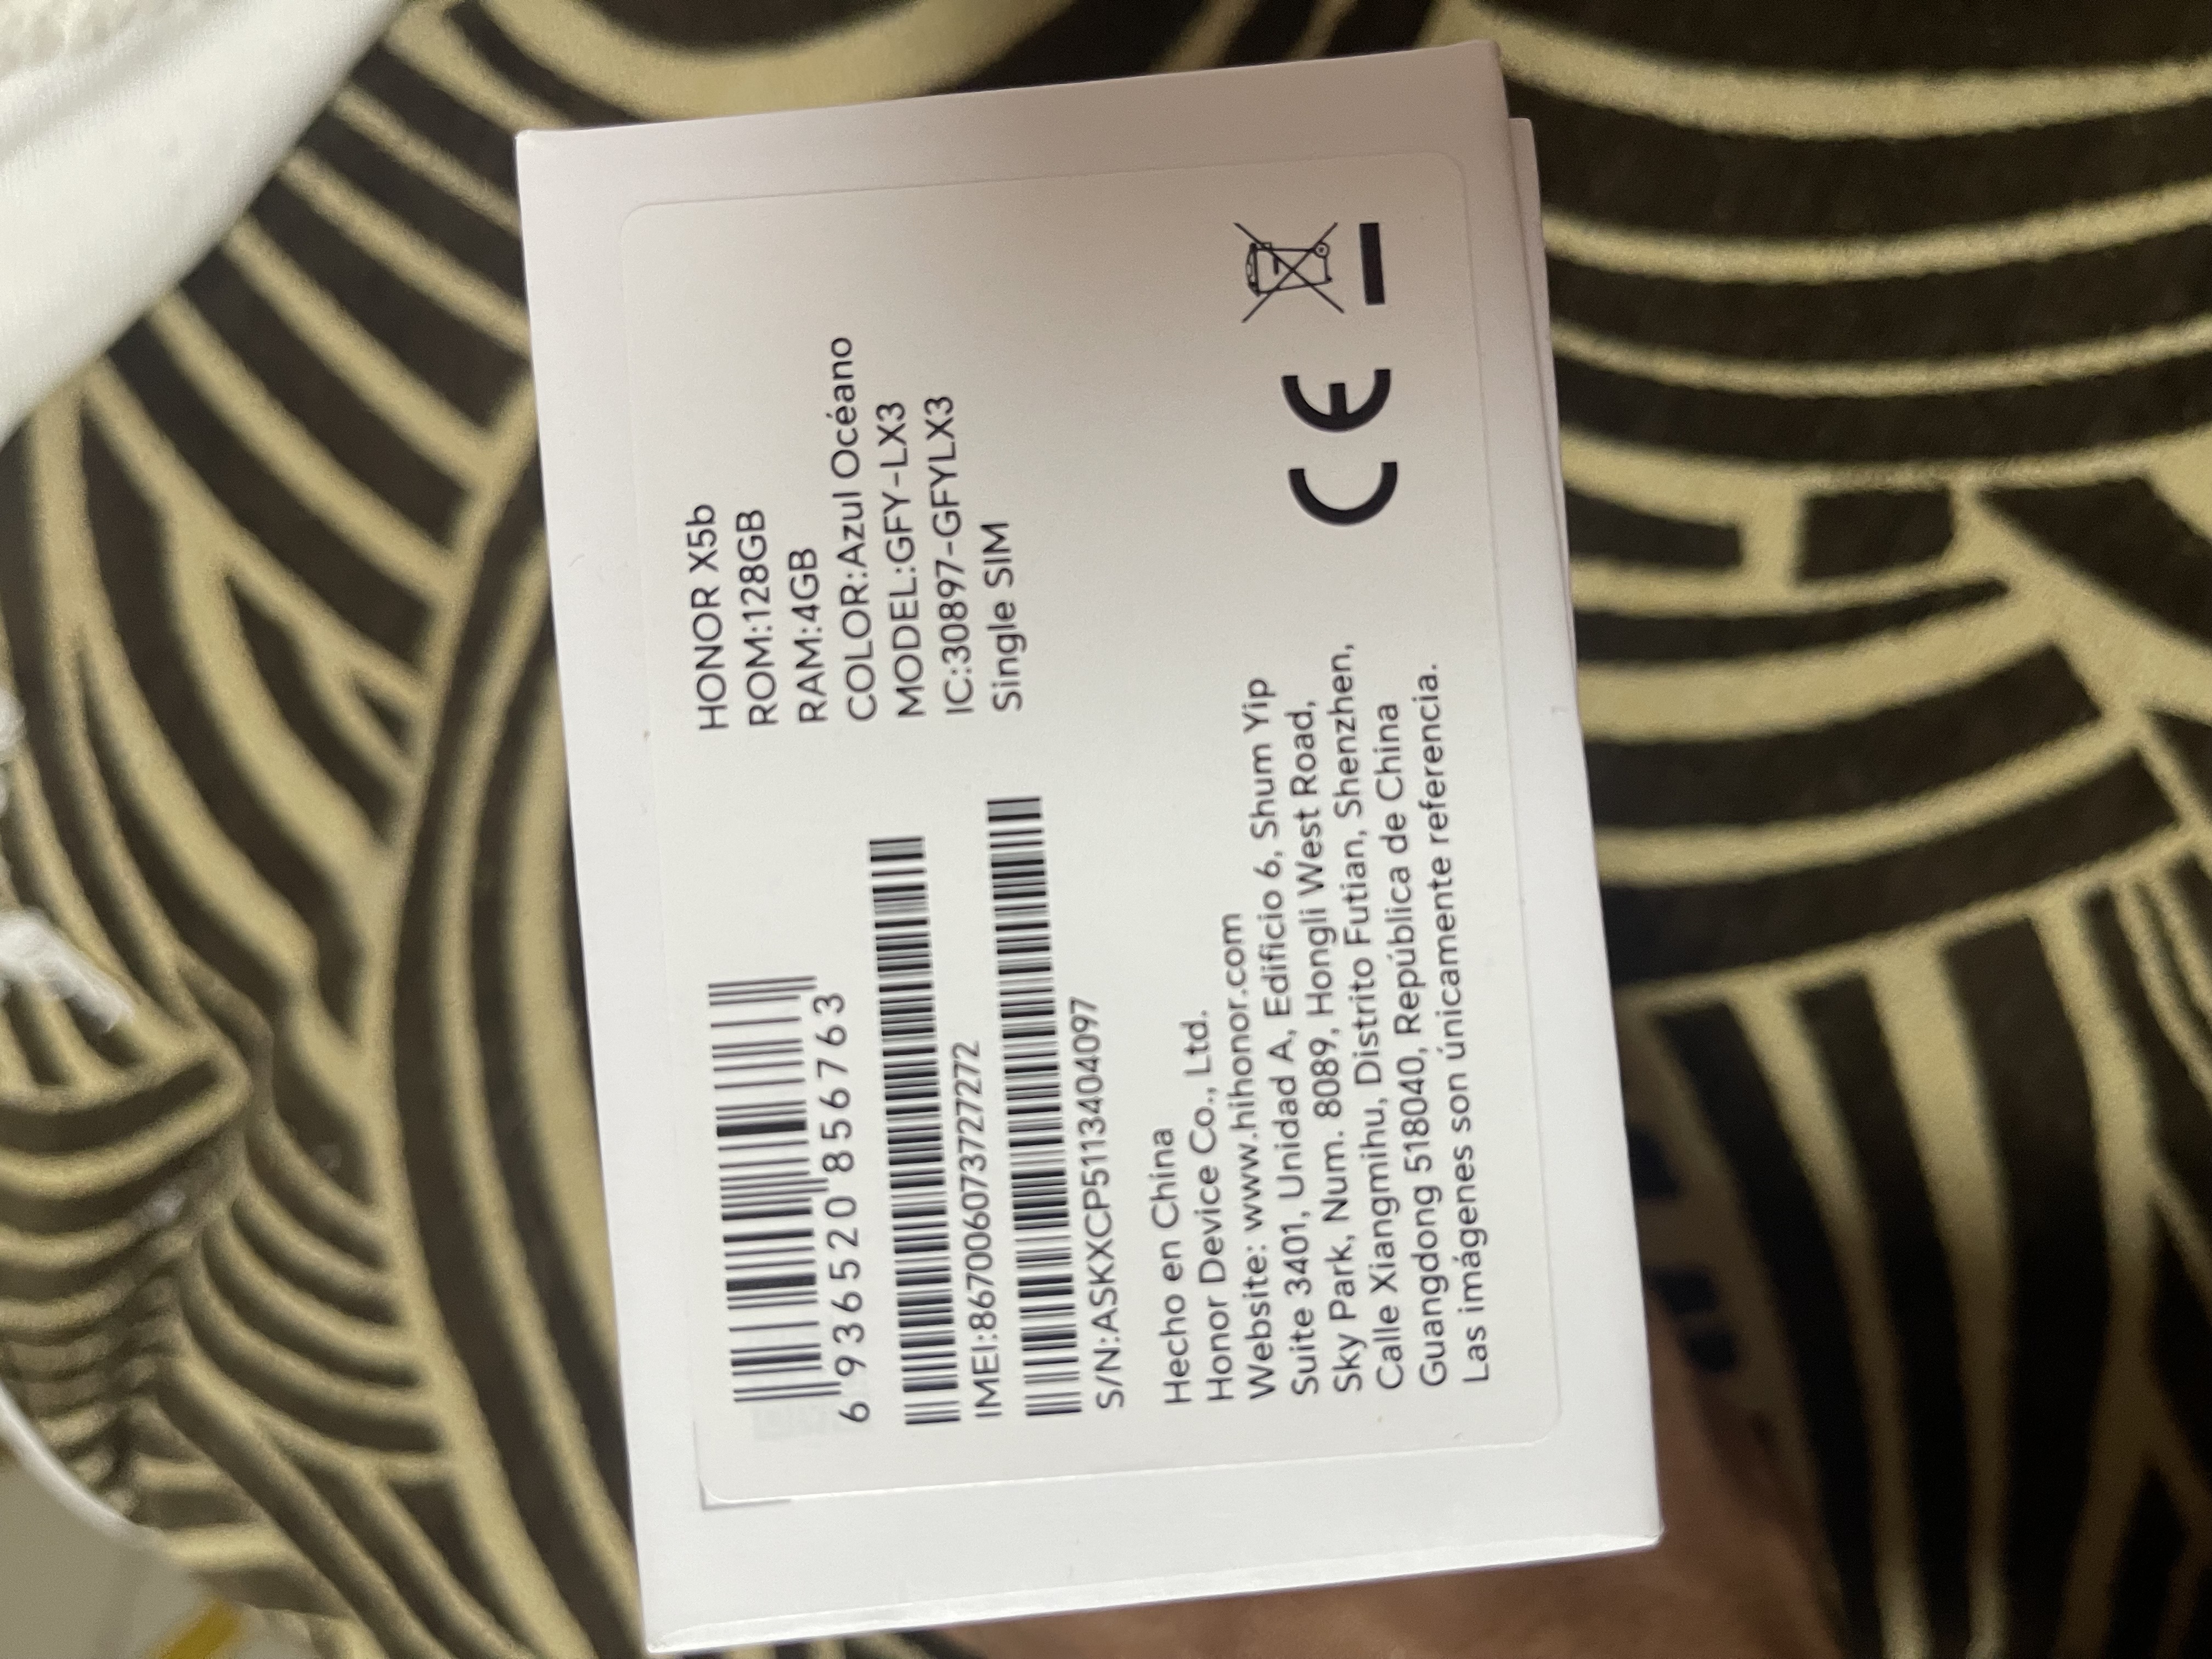 6 936520 856763
IMEI:867006073727272
S/N:ASKXCP5113404097
HONOR X5b
ROM:128GB
RAM:4GB
COLOR:Azul Océano
MODEL:GFY-LX3
IC:30897-GFYLX3
Single SIM
Hecho en China
Honor Device Co., Ltd.
Website: www.hihonor.com
Suite 3401, Unidad A, Edificio 6, Shum Yip
Sky Park, Num. 8089, Hongli West Road,
Calle Xiangmihu, Distrito Futian, Shenzhen,
Guangdong 518040, República de China
Las imágenes son únicamente referencia.
CE